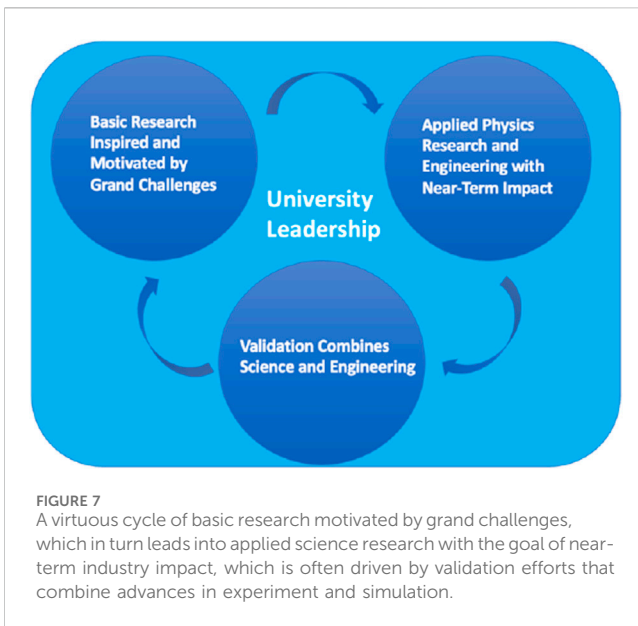 Basic Research
Inspired and
Motivated by
Grand Challenges
Applied Physics
Research and
Engineering with
Near-Term Impact
University
Leadership
Validation Combines
Science and Engineering
FIGURE 7
A virtuous cycle of basic research motivated by grand challenges,
which in turn leads into applied science research with the goal of near-
term industry impact, which is often driven by validation efforts that
combine advances in experiment and simulation.